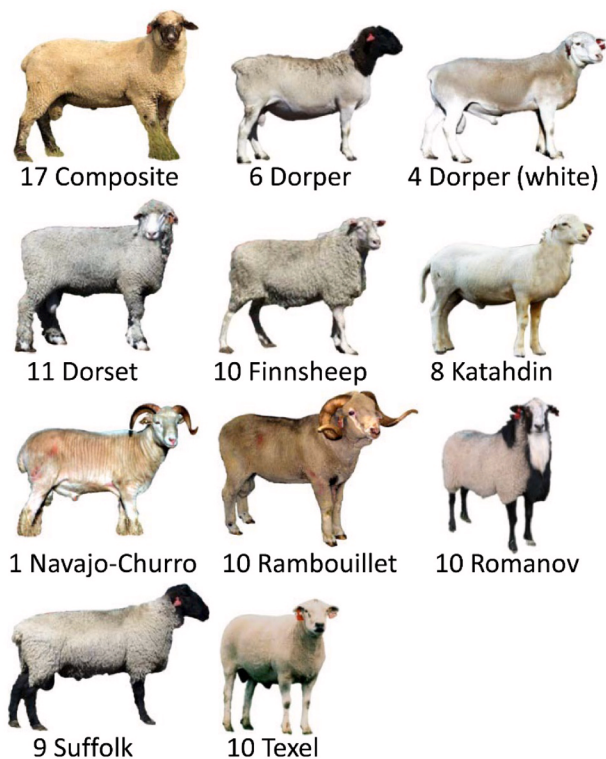 17 Composite
6 Dorper
4 Dorper (white)
11 Dorset
10 Finnsheep
8 Katahdin
1 Navajo-Churro
10 Rambouillet
10 Romanov
9 Suffolk
10 Texel